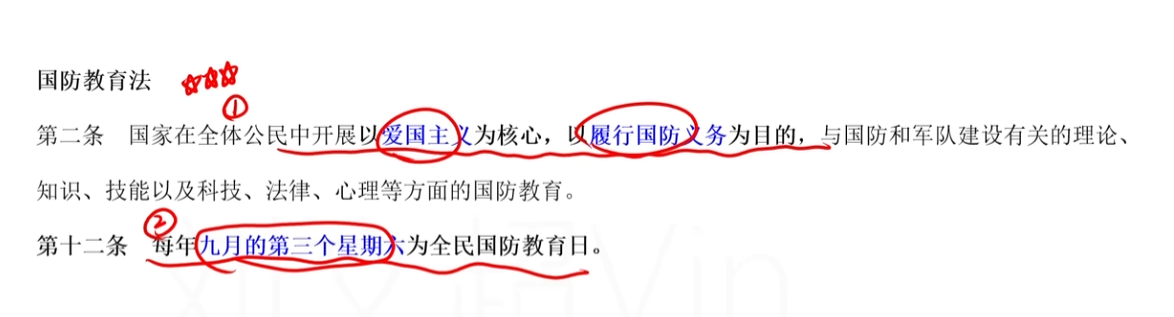 国防教育法
①
第二条 国家在全体公民中开展以爱国主义为核心，以履行国防义务为目的，与国防和军队建设有关的理论、
知识、技能以及科技、法律、心理等方面的国防教育。
②
第十二条 每年九月的第三个星期六为全民国防教育日。